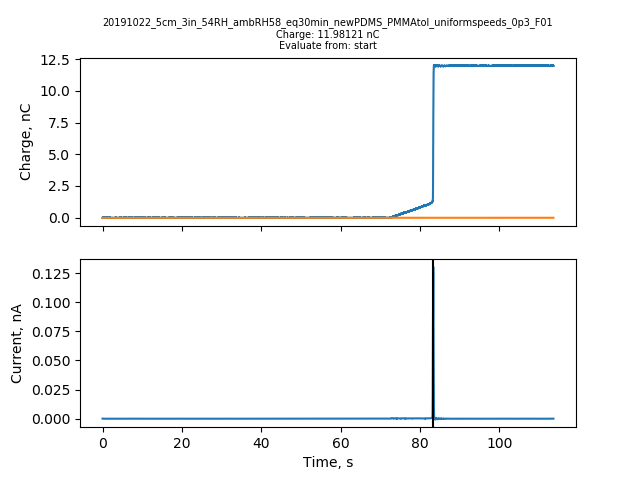 20191022_5cm_3in_54RH_ambRH58_eq30min_newPDMS_PMMAtol_uniformspeeds_0p3_F01
Charge: 11.98121 nC
Evaluate from: start
12.5
10.0
7.5
5.0
2.5
0.0
Charge, nC
0.125
0.100
0.075
0.050
0.025
0.000
Current, nA
0 20 40 60 80 100
Time, s